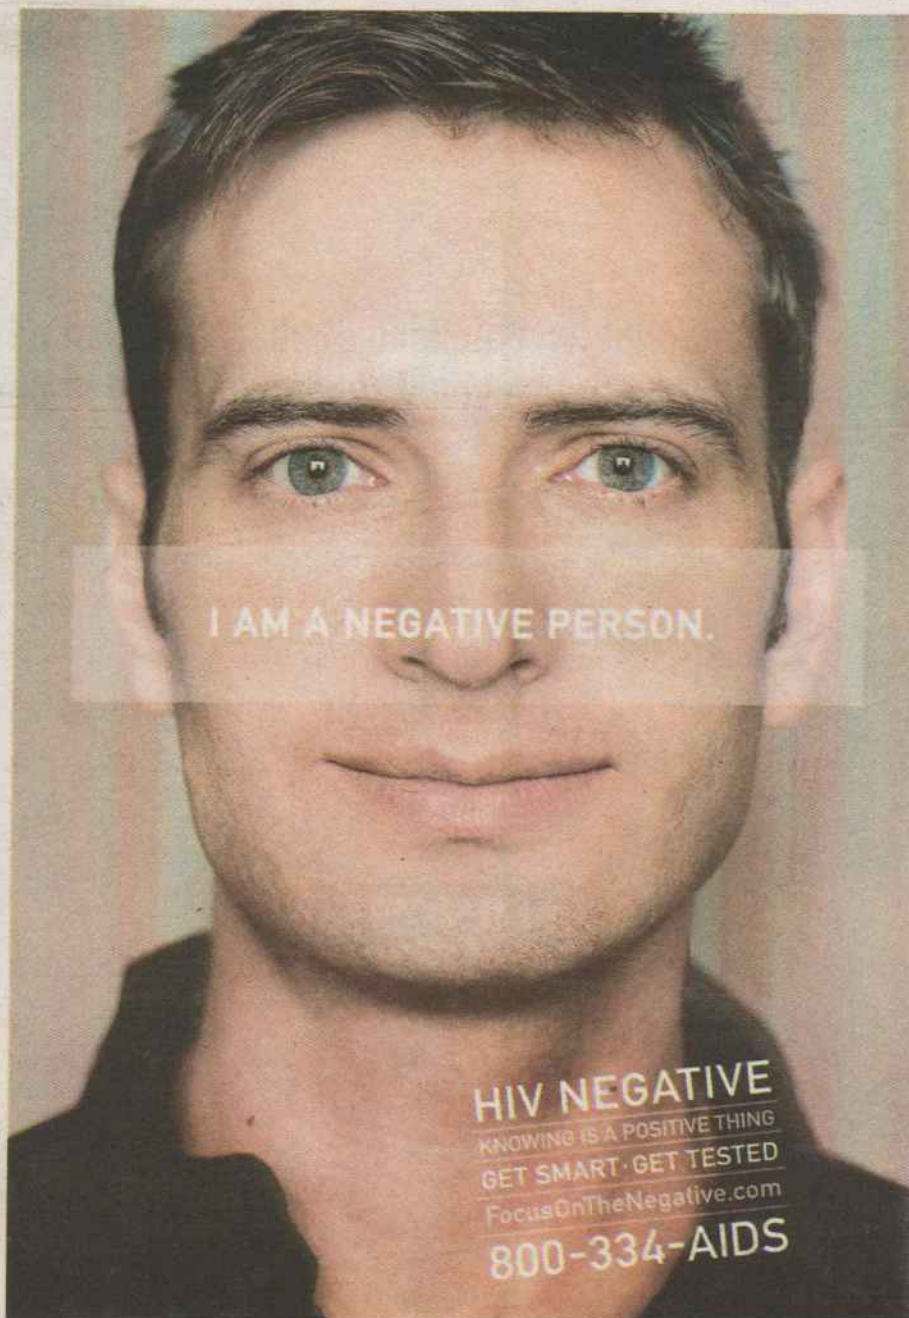 I AM A NEGATIVE PERSON.
HIV NEGATIVE
KNOWING IS A POSITIVE THING
GET SMART·GET TESTED
FocusOnTheNegative.com
800-334-AIDS